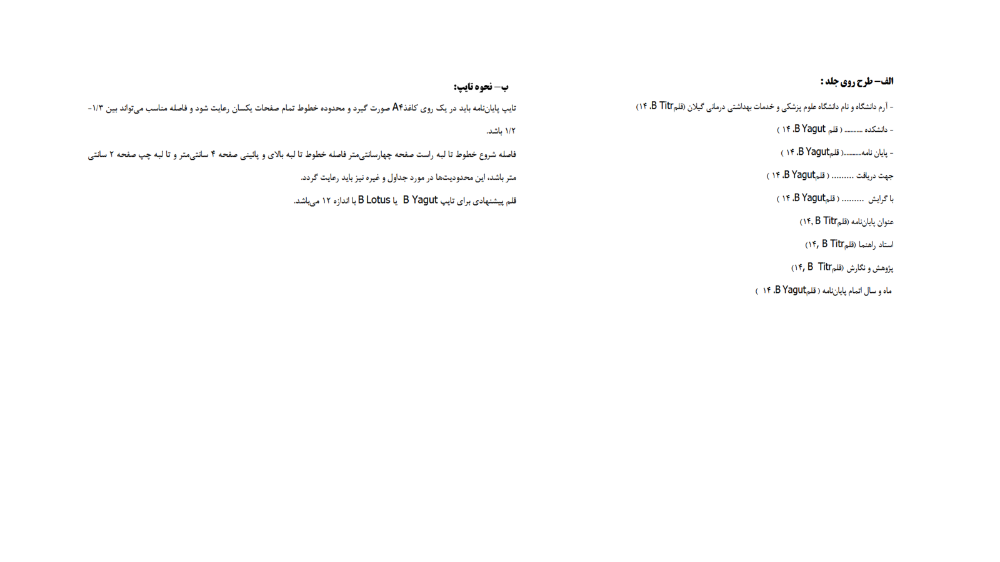 الف- طرح روی جلد :
- آرم دانشگاه و نام دانشگاه علوم پزشکی و خدمات بهداشتی درمانی گیلان (قلمB Titr، ۱۴)
- دانشکده ............ ( قلم B Yagut، ۱۴ )
- پایان نامه............( قلمB Yagut، ۱۴ )
جهت دریافت ......... ( قلمB Yagut، ۱۴ )
با گرایش ......... ( قلمB Yagut، ۱۴ )
عنوان پایان‌نامه (قلمB Titr ,۱۴)
استاد راهنما (قلمB Titr ,۱۴)
پژوهش و نگارش (قلمB Titr ,۱۴)
ماه و سال اتمام پایان‌نامه ( قلمB Yagut، ۱۴ )
ب- نحوه تایپ:
تایپ پایان‌نامه باید در یک روی کاغذA۴ صورت گیرد و محدوده خطوط تمام صفحات یکسان رعایت شود و فاصله مناسب می‌تواند بین ۱/۳-
۱/۲ باشد.
فاصله شروع خطوط تا لبه راست صفحه چهارسانتی‌متر فاصله خطوط تا لبه بالای و پائینی صفحه ۴ سانتی‌متر و تا لبه چپ صفحه ۲ سانتی
متر باشد، این محدودیت‌ها در مورد جداول و غیره نیز باید رعایت گردد.
قلم پیشنهادی برای تایپ B Yagut یا B Lotus با اندازه ۱۲ می‌باشد.